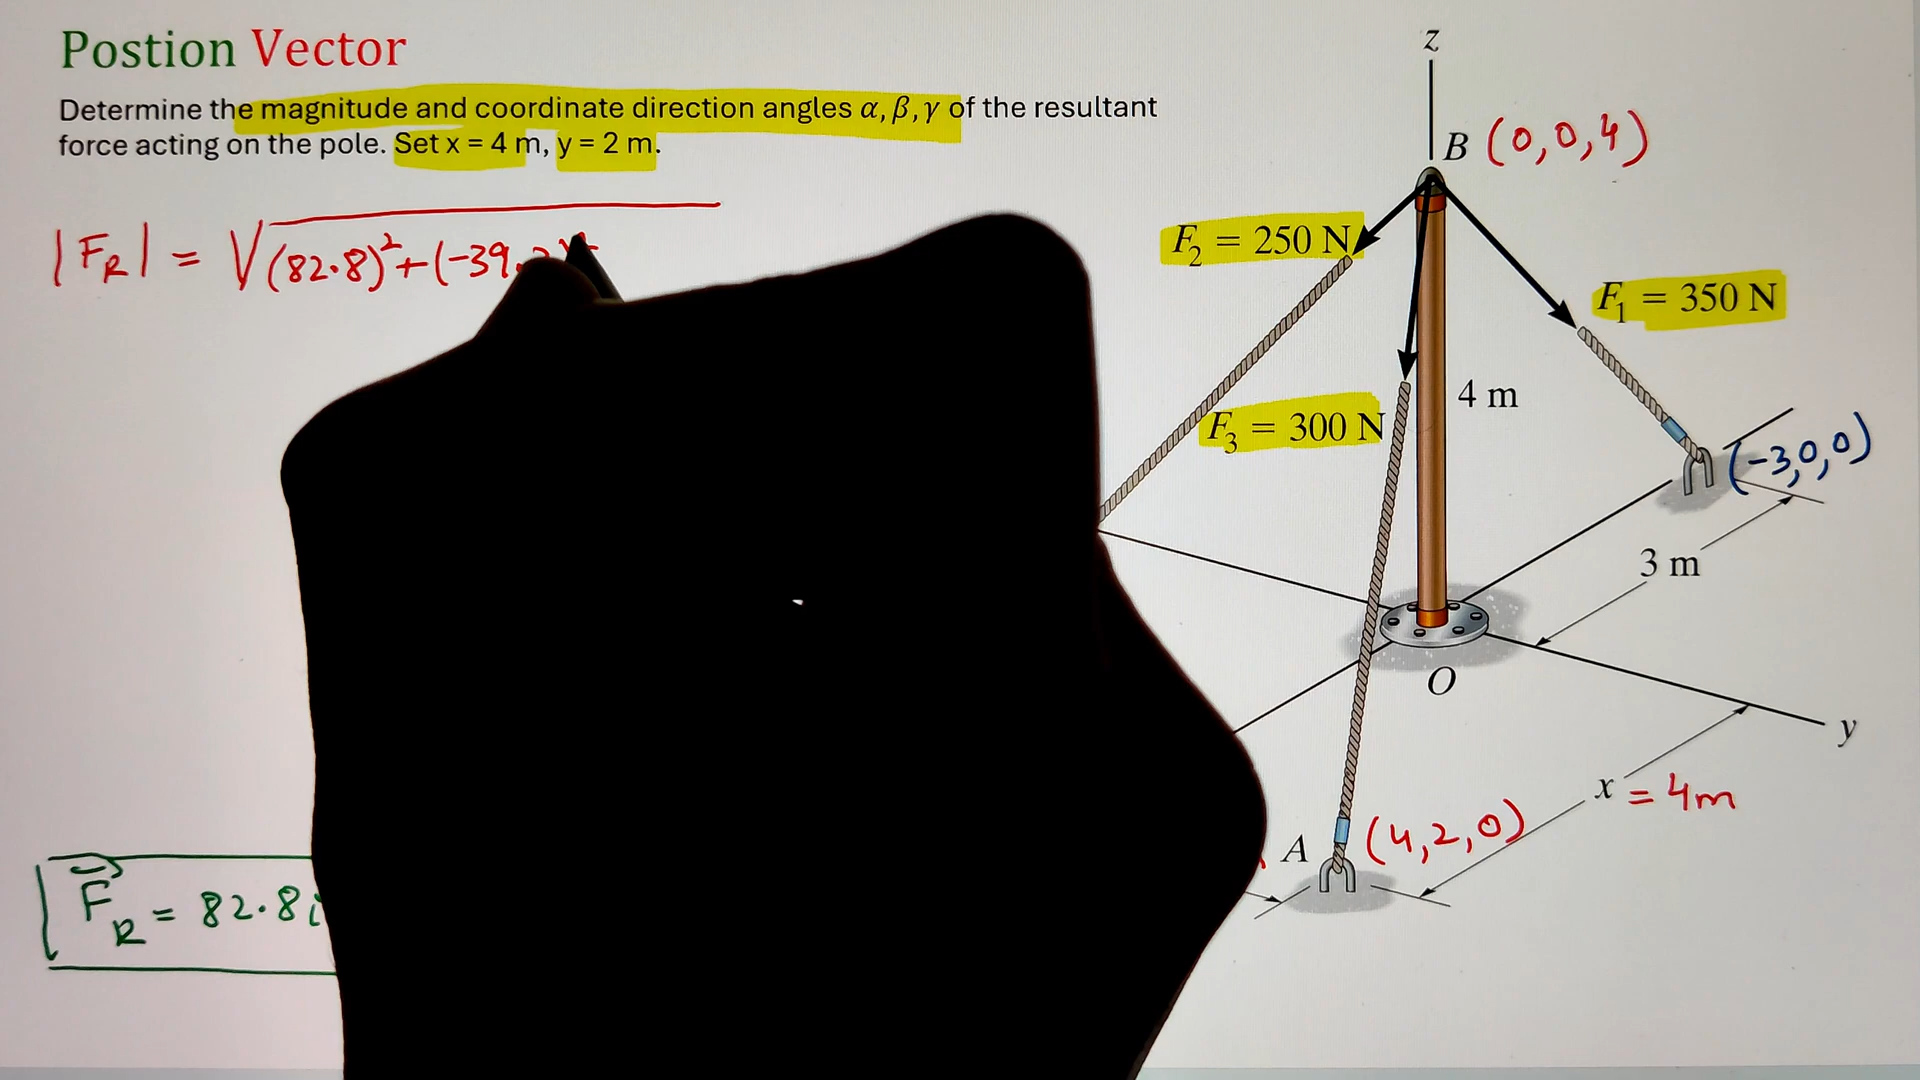 Postion Vector
Determine the magnitude and coordinate direction angles α, β, γ of the resultant
force acting on the pole. Set x = 4 m, y = 2 m.
|F_R| = √(82.8)²+(-39.
z
B (0,0,4)
F₂ = 250 N
F₁ = 350 N
4 m
F₃ = 300 N
(-3,0,0)
3 m
O
y
x = 4m
A (4,2,0)
F_R = 82.8i